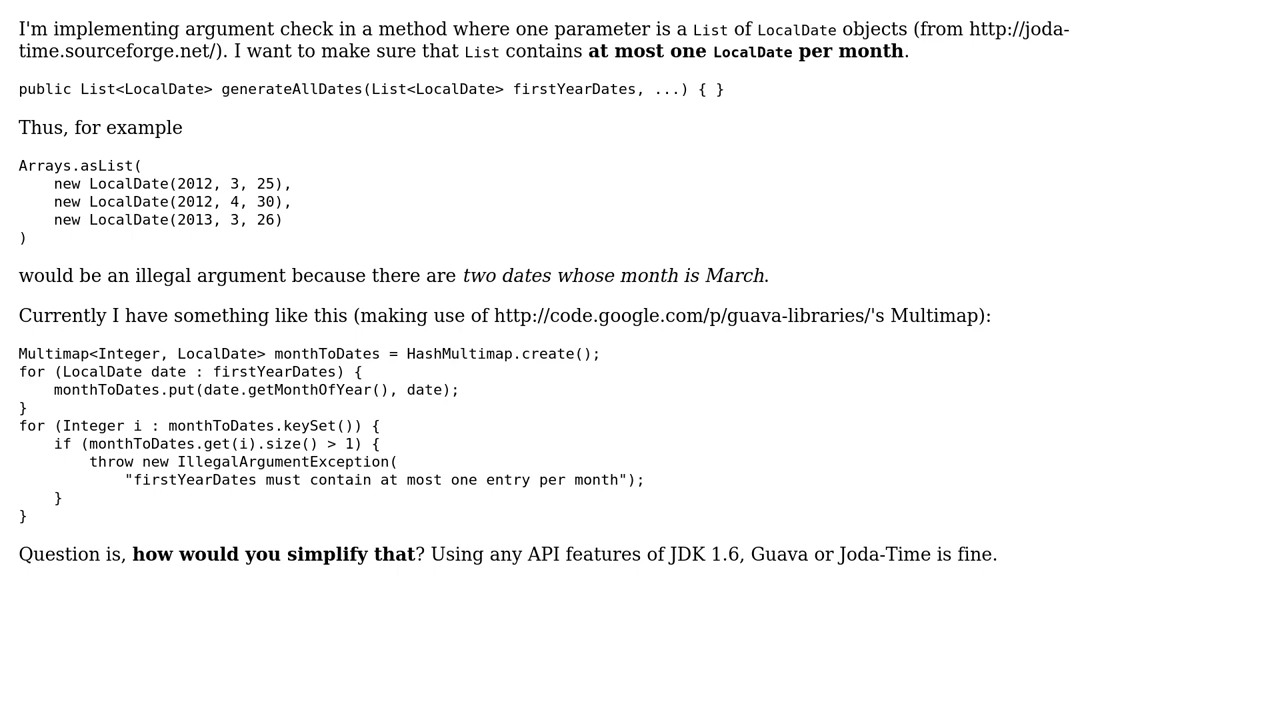 I'm implementing argument check in a method where one parameter is a List of LocalDate objects (from http://joda-
time.sourceforge.net/). I want to make sure that List contains at most one LocalDate per month.
public List<LocalDate> generateAllDates(List<LocalDate> firstYearDates, ...) { }
Thus, for example
Arrays.asList(
    new LocalDate(2012, 3, 25),
    new LocalDate(2012, 4, 30),
    new LocalDate(2013, 3, 26)
)
would be an illegal argument because there are two dates whose month is March.
Currently I have something like this (making use of http://code.google.com/p/guava-libraries/'s Multimap):
Multimap<Integer, LocalDate> monthToDates = HashMultimap.create();
for (LocalDate date : firstYearDates) {
    monthToDates.put(date.getMonthOfYear(), date);
}
for (Integer i : monthToDates.keySet()) {
    if (monthToDates.get(i).size() > 1) {
        throw new IllegalArgumentException(
            "firstYearDates must contain at most one entry per month");
    }
}
Question is, how would you simplify that? Using any API features of JDK 1.6, Guava or Joda-Time is fine.